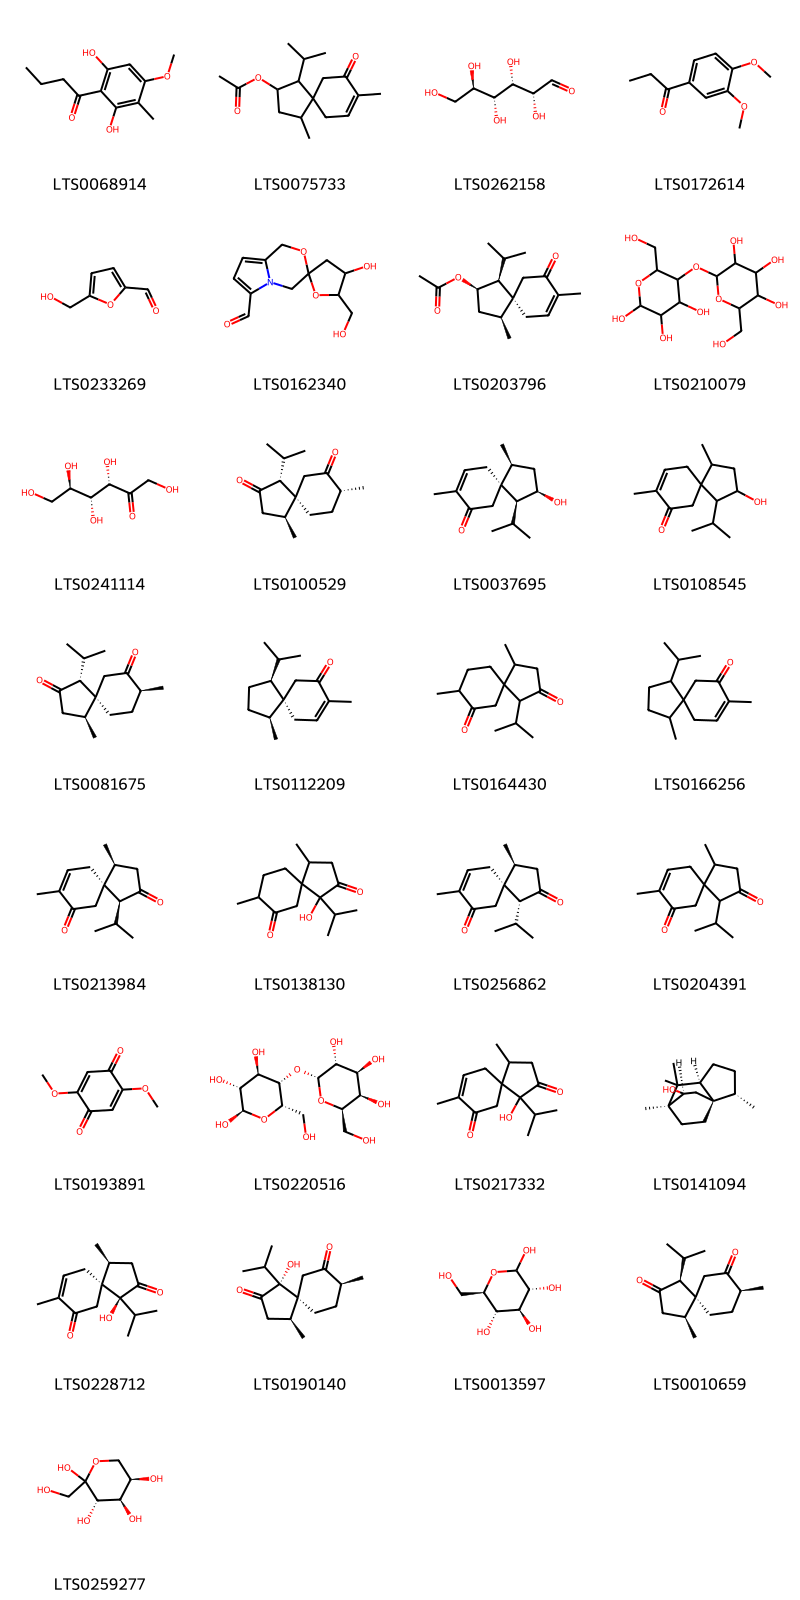 LTS0068914 LTS0075733 LTS0262158 LTS0172614
LTS0233269 LTS0162340 LTS0203796 LTS0210079
LTS0241114 LTS0100529 LTS0037695 LTS0108545
LTS0081675 LTS0112209 LTS0164430 LTS0166256
LTS0213984 LTS0138130 LTS0256862 LTS0204391
LTS0193891 LTS0220516 LTS0217332 LTS0141094
LTS0228712 LTS0190140 LTS0013597 LTS0010659
LTS0259277